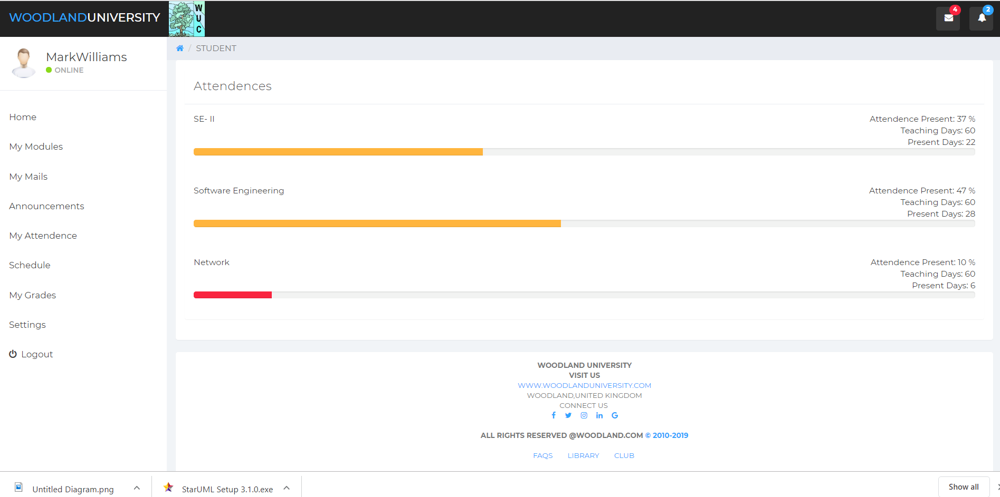 WOODLANDUNIVERSITY
W
U
C
4
2
MarkWilliams
ONLINE
/ STUDENT
Home
My Modules
My Mails
Announcements
My Attendence
Schedule
My Grades
Settings
Logout
Attendences
SE- II
Attendence Present: 37 %
Teaching Days: 60
Present Days: 22
Software Engineering
Attendence Present: 47 %
Teaching Days: 60
Present Days: 28
Network
Attendence Present: 10 %
Teaching Days: 60
Present Days: 6
WOODLAND UNIVERSITY
VISIT US
WWW.WOODLANDUNIVERSITY.COM
WOODLAND,UNITED KINGDOM
CONNECT US
ALL RIGHTS RESERVED @WOODLAND.COM © 2010-2019
FAQS LIBRARY CLUB
Untitled Diagram.png
StarUML Setup 3.1.0.exe
Show all